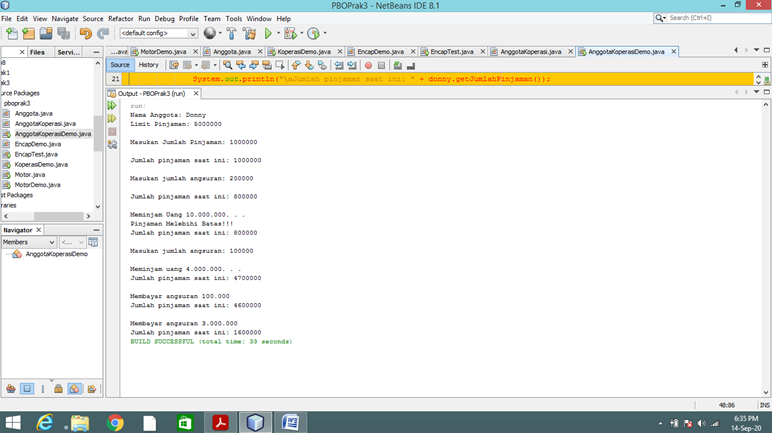 PBOPrak3 - NetBeans IDE 8.1
File Edit View Navigate Source Refactor Run Debug Profile Team Tools Window Help
Search (Ctrl+I)
<default config>
Files Servi...
...ava MotorDemo.java Anggota.java KoperasiDemo.java EncapDemo.java EncapTest.java AnggotaKoperasi.java AnggotaKoperasiDemo.java
Source History
21 System.out.println("\nJumlah pinjaman saat ini: " + donny.getJumlahPinjaman());
ak1
ak3
urce Packages
pboprak3
Anggota.java
AnggotaKoperasi.java
AnggotaKoperasiDemo.java
EncapDemo.java
EncapTest.java
KoperasiDemo.java
Motor.java
MotorDemo.java
st Packages
raries
Navigator
Members <...
AnggotaKoperasiDemo
Output - PBOPrak3 (run)
run:
Nama Anggota: Donny
Limit Pinjaman: 5000000
Masukan Jumlah Pinjaman: 1000000
Jumlah pinjaman saat ini: 1000000
Masukan jumlah angsuran: 200000
Jumlah pinjaman saat ini: 800000
Meminjam Uang 10.000.000. . .
Pinjaman Melebihi Batas!!!
Jumlah pinjaman saat ini: 800000
Masukan jumlah angsuran: 100000
Meminjam uang 4.000.000. . .
Jumlah pinjaman saat ini: 4700000
Membayar angsuran 100.000
Jumlah pinjaman saat ini: 4600000
Membayar angsuran 3.000.000
Jumlah pinjaman saat ini: 1600000
BUILD SUCCESSFUL (total time: 33 seconds)
48:86 INS
6:35 PM
14-Sep-20